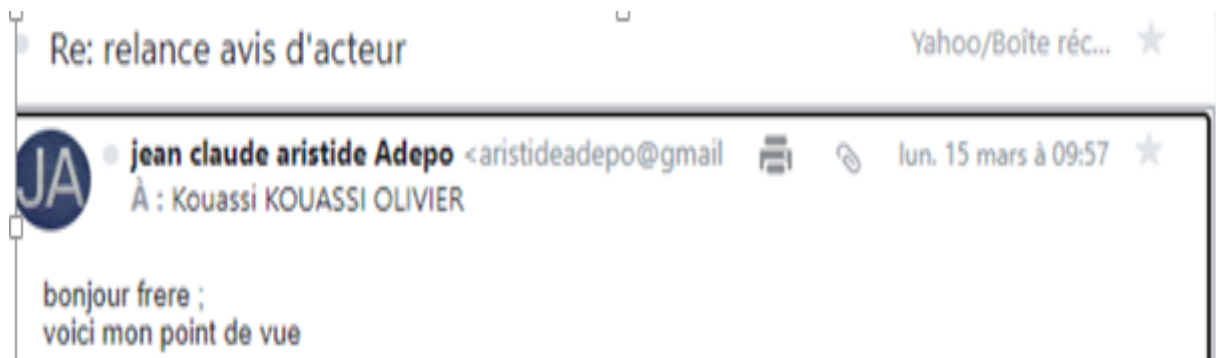 Re: relance avis d'acteur
Yahoo/Boîte réc...
JA
jean claude aristide Adepo <aristideadepo@gmail
lun. 15 mars à 09:57
À : Kouassi KOUASSI OLIVIER
bonjour frere ;
voici mon point de vue